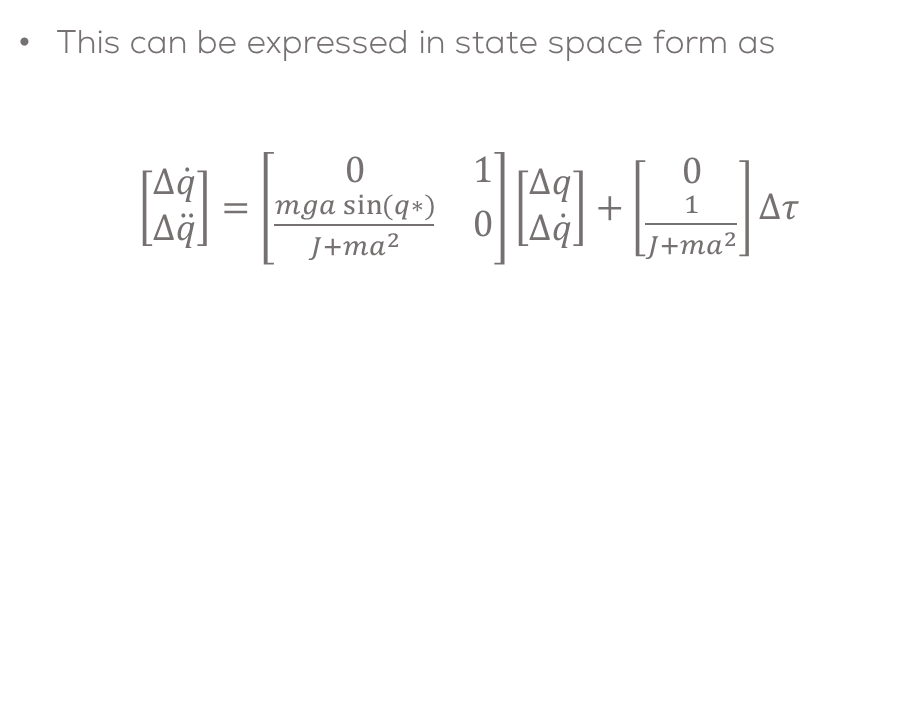 • This can be expressed in state space form as
[Δq̇ ; Δq̈] = [0 1 ; mga sin(q∗)/J+ma² 0] [Δq ; Δq̇] + [0 ; 1/J+ma²] Δτ